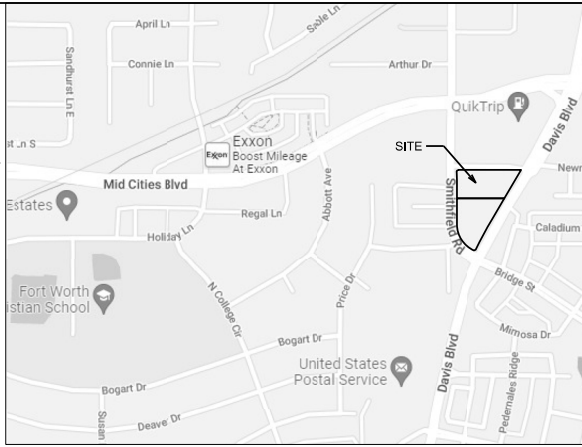 April Ln
Sole Ln
Connie Ln
Arthur Dr
Sandhurst Ln E
QuikTrip
Davis Blvd
Exxon
Exxon
Boost Mileage
At Exxon
SITE
Mid Cities Blvd
Abbott Ave
Smithfield Rd
Estates
Regal Ln
Holiday Ln
Caladium
Fort Worth
istian School
N College Cir
Price Dr
Bridge St
Bogart Dr
Mimosa Dr
United States
Postal Service
Davis Blvd
Pedernales Ridge
Bogart Dr
Deave Dr
Susan